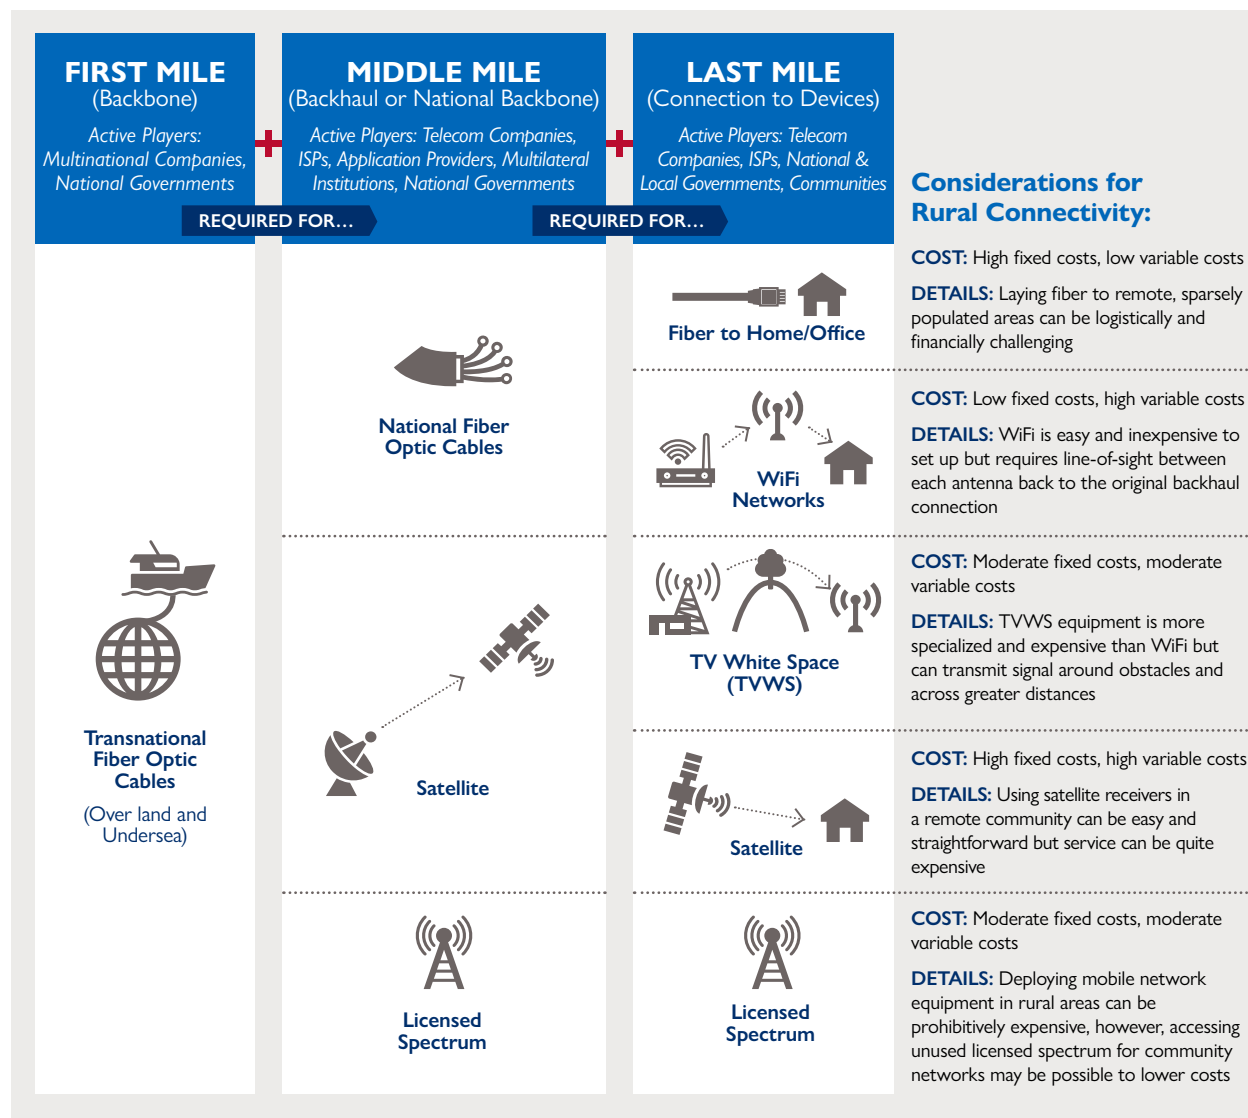 FIRST MILE
(Backbone)
Active Players:
Multinational Companies,
National Governments
MIDDLE MILE
(Backhaul or National Backbone)
Active Players: Telecom Companies,
ISPs, Application Providers, Multilateral
Institutions, National Governments
LAST MILE
(Connection to Devices)
Active Players: Telecom
Companies, ISPs, National &
Local Governments, Communities
REQUIRED FOR…
REQUIRED FOR…
Transnational
Fiber Optic
Cables
(Over land and
Undersea)
National Fiber
Optic Cables
Satellite
Licensed
Spectrum
Fiber to Home/Office
WiFi
Networks
TV White Space
(TVWS)
Satellite
Licensed
Spectrum
Considerations for
Rural Connectivity:
COST: High fixed costs, low variable costs
DETAILS: Laying fiber to remote, sparsely
populated areas can be logistically and
financially challenging
COST: Low fixed costs, high variable costs
DETAILS: WiFi is easy and inexpensive to
set up but requires line-of-sight between
each antenna back to the original backhaul
connection
COST: Moderate fixed costs, moderate
variable costs
DETAILS: TVWS equipment is more
specialized and expensive than WiFi but
can transmit signal around obstacles and
across greater distances
COST: High fixed costs, high variable costs
DETAILS: Using satellite receivers in
a remote community can be easy and
straightforward but service can be quite
expensive
COST: Moderate fixed costs, moderate
variable costs
DETAILS: Deploying mobile network
equipment in rural areas can be
prohibitively expensive, however, accessing
unused licensed spectrum for community
networks may be possible to lower costs